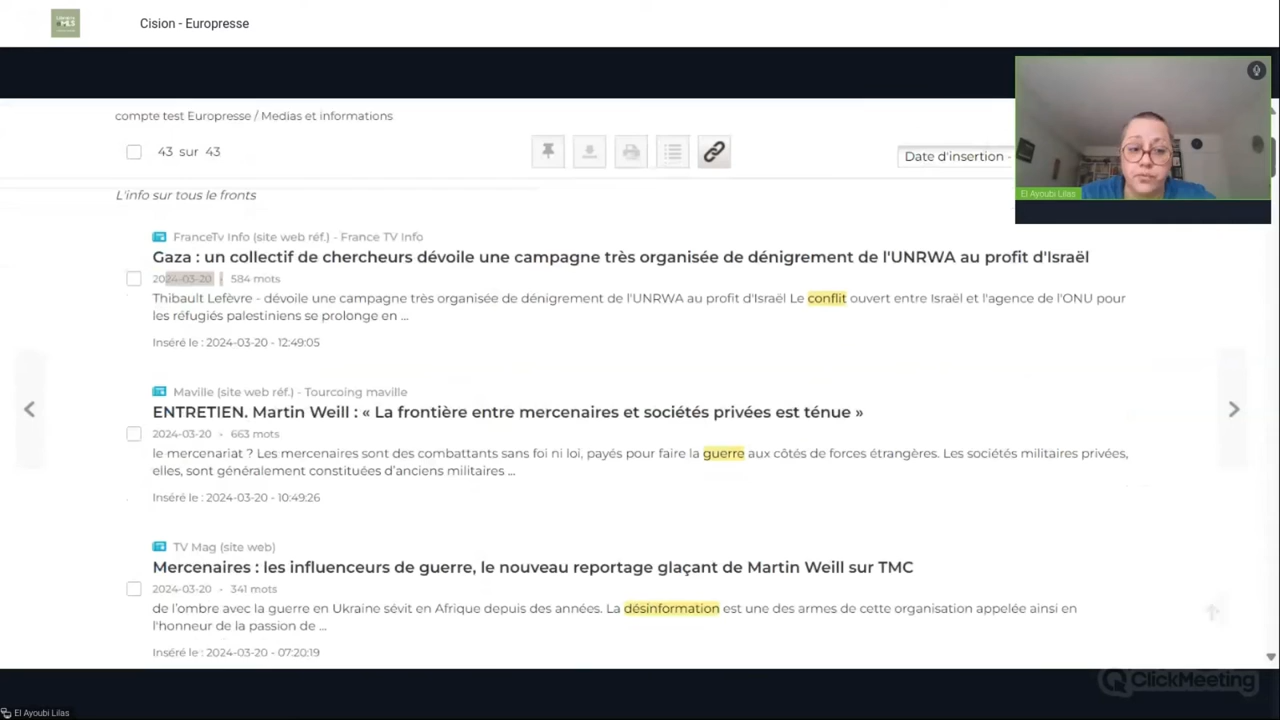 Cision - Europresse
compte test Europresse / Medias et informations
43 sur 43
Date d'insertion -
El Ayoubi Lilas
L'info sur tous le fronts
FranceTv Info (site web réf.) - France TV Info
Gaza : un collectif de chercheurs dévoile une campagne très organisée de dénigrement de l'UNRWA au profit d'Israël
2024-03-20 • 584 mots
Thibault Lefèvre - dévoile une campagne très organisée de dénigrement de l'UNRWA au profit d'Israël Le conflit ouvert entre Israël et l'agence de l'ONU pour
les réfugiés palestiniens se prolonge en ...
Inséré le : 2024-03-20 - 12:49:05
Maville (site web réf.) - Tourcoing maville
ENTRETIEN. Martin Weill : « La frontière entre mercenaires et sociétés privées est ténue »
2024-03-20 • 663 mots
le mercenariat ? Les mercenaires sont des combattants sans foi ni loi, payés pour faire la guerre aux côtés de forces étrangères. Les sociétés militaires privées,
elles, sont généralement constituées d'anciens militaires ...
Inséré le : 2024-03-20 - 10:49:26
TV Mag (site web)
Mercenaires : les influenceurs de guerre, le nouveau reportage glaçant de Martin Weill sur TMC
2024-03-20 • 341 mots
de l'ombre avec la guerre en Ukraine sévit en Afrique depuis des années. La désinformation est une des armes de cette organisation appelée ainsi en
l'honneur de la passion de ...
Inséré le : 2024-03-20 - 07:20:19
ClickMeeting
El Ayoubi Lilas